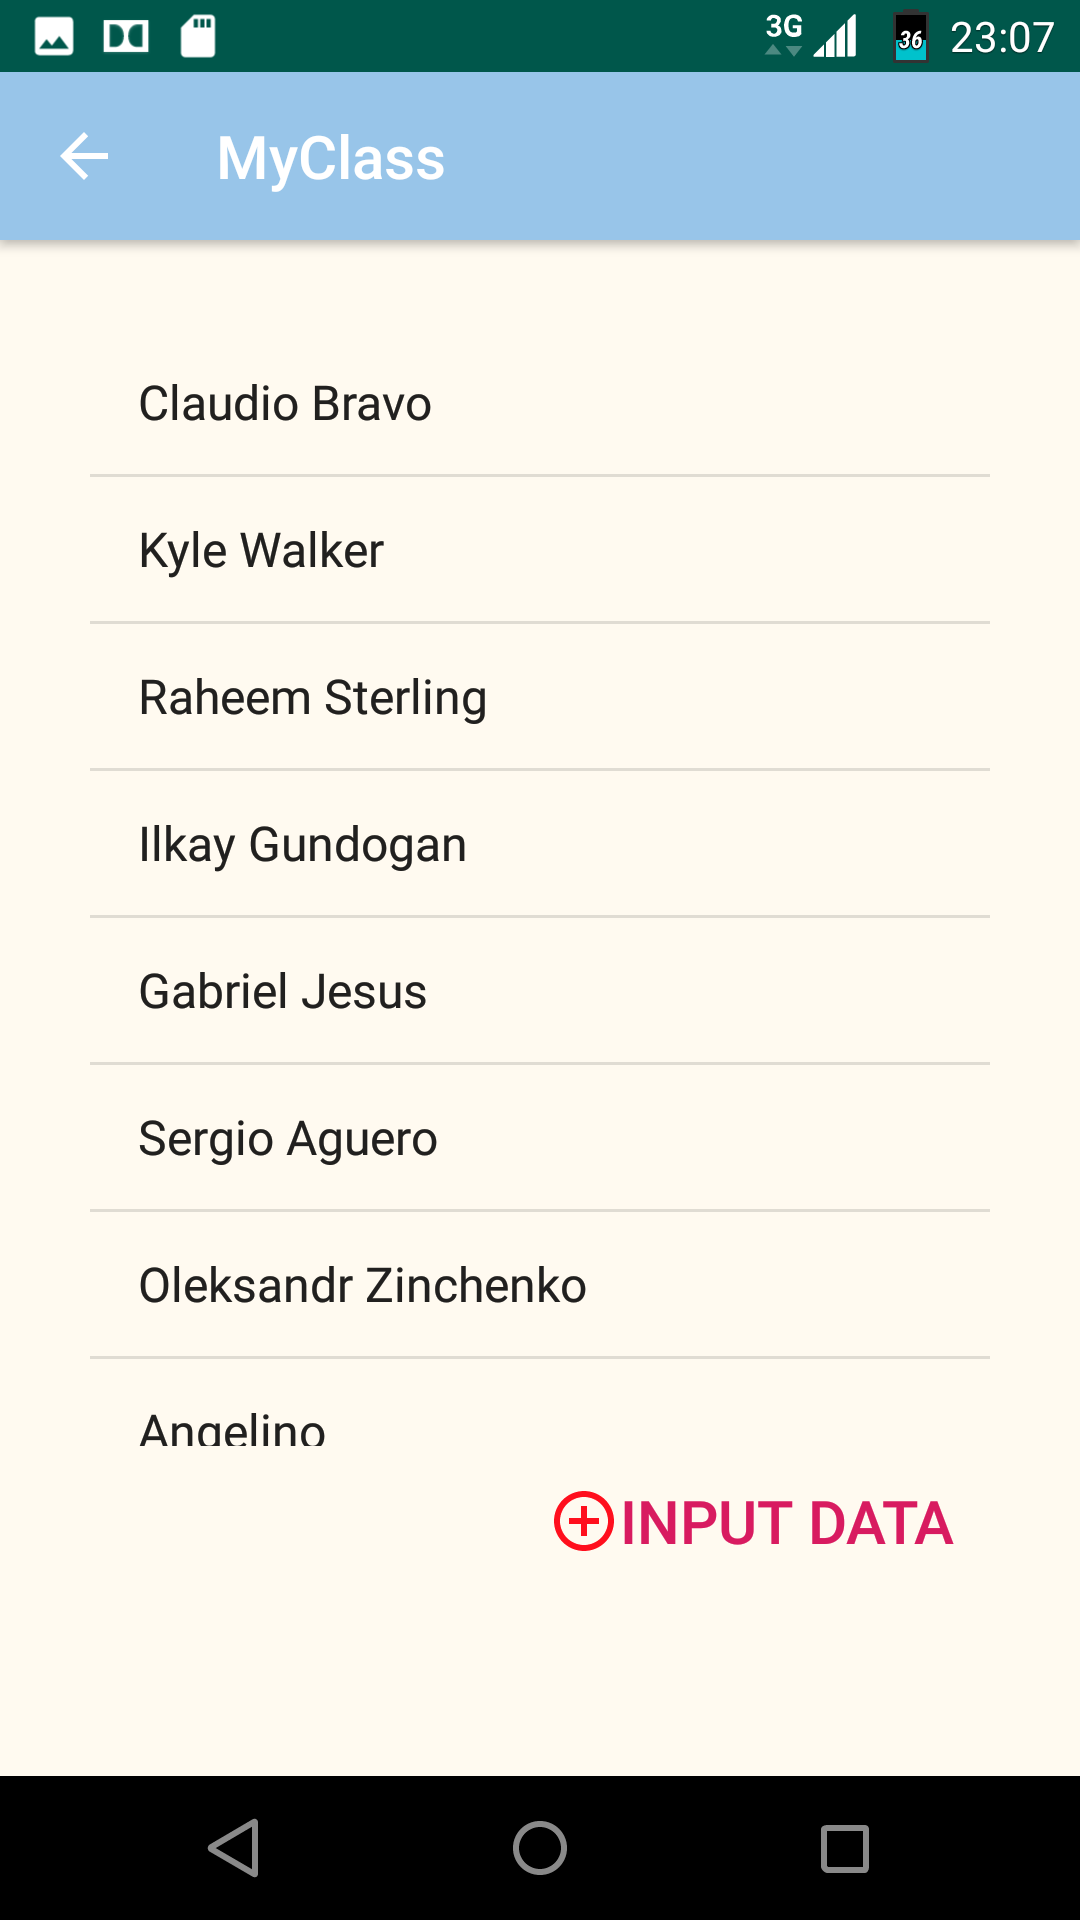 3G 36 23:07
MyClass
Claudio Bravo
Kyle Walker
Raheem Sterling
Ilkay Gundogan
Gabriel Jesus
Sergio Aguero
Oleksandr Zinchenko
Angelino
INPUT DATA